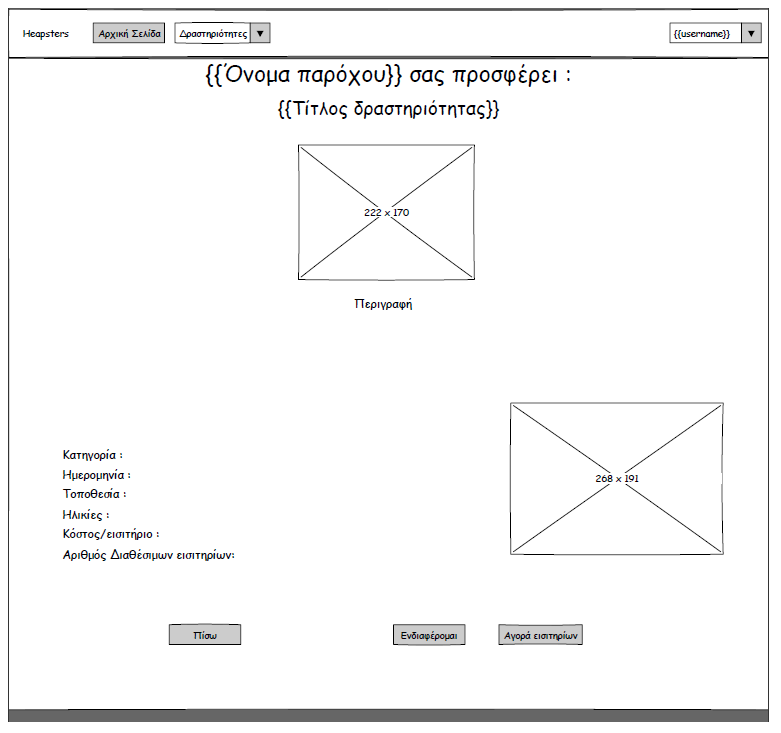 Heapsters Αρχική Σελίδα Δραστηριότητες ▼ {{username}} ▼
{{Όνομα παρόχου}} σας προσφέρει :
{{Τίτλος δραστηριότητας}}
222 x 170
Περιγραφή
Κατηγορία :
Ημερομηνία :
Τοποθεσία :
Ηλικίες :
Κόστος/εισιτήριο :
Αριθμός Διαθέσιμων εισιτηρίων:
268 x 191
Πίσω Ενδιαφέρομαι Αγορά εισιτηρίων